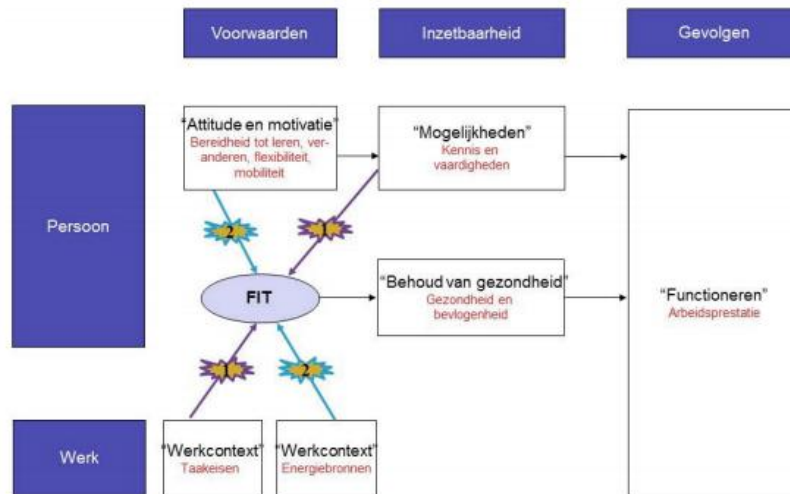 Voorwaarden
Inzetbaarheid
Gevolgen
Persoon
"Attitude en motivatie"
Bereidheid tot leren, ver-
anderen, flexibiliteit,
mobiliteit
"Mogelijkheden"
Kennis en
vaardigheden
2
1
FIT
"Behoud van gezondheid"
Gezondheid en
bevlogenheid
"Functioneren"
Arbeidsprestatie
1
2
Werk
"Werkcontext"
Taakeisen
"Werkcontext"
Energiebronnen